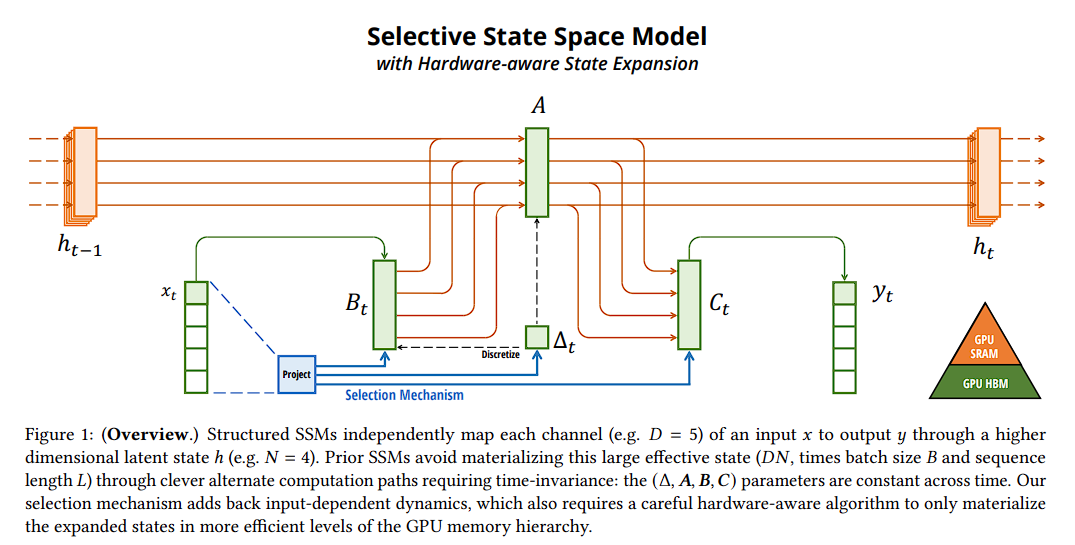 Selective State Space Model
with Hardware-aware State Expansion
A
h_{t−1}
h_t
x_t
B_t
Δ_t
C_t
y_t
Discretize
Project
Selection Mechanism
GPU
SRAM
GPU HBM
Figure 1: (Overview.) Structured SSMs independently map each channel (e.g. D = 5) of an input x to output y through a higher
dimensional latent state h (e.g. N = 4). Prior SSMs avoid materializing this large effective state (DN, times batch size B and sequence
length L) through clever alternate computation paths requiring time-invariance: the (Δ, A, B, C) parameters are constant across time. Our
selection mechanism adds back input-dependent dynamics, which also requires a careful hardware-aware algorithm to only materialize
the expanded states in more efficient levels of the GPU memory hierarchy.